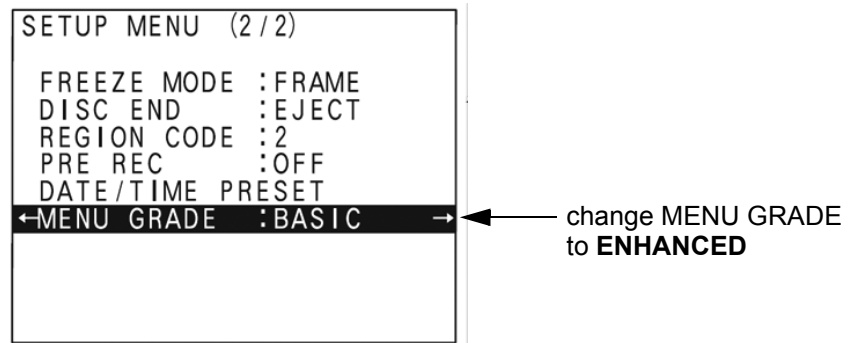 SETUP MENU (2/2)
FREEZE MODE :FRAME
DISC END :EJECT
REGION CODE :2
PRE REC :OFF
DATE/TIME PRESET
←MENU GRADE :BASIC →
change MENU GRADE
to ENHANCED